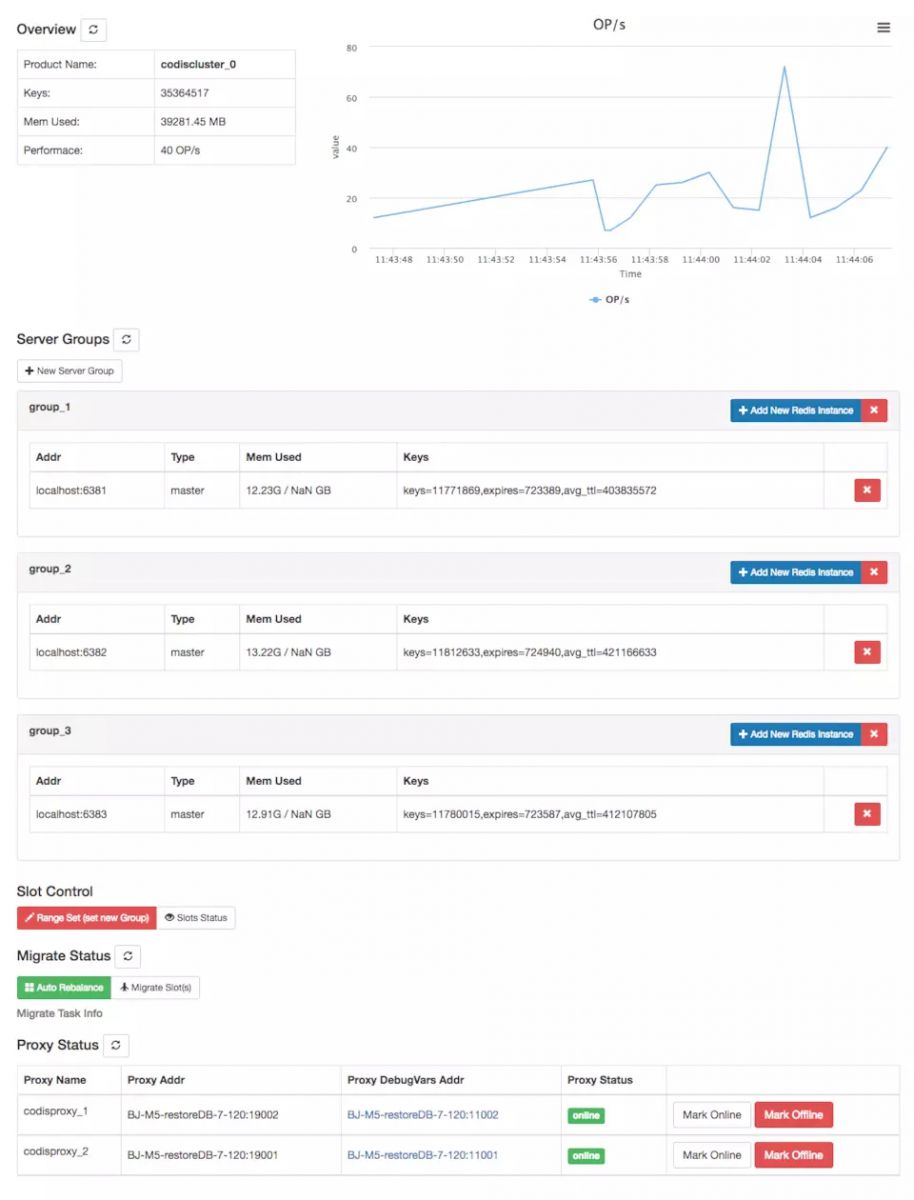 Overview
Product Name: codiscluster_0
Keys: 35364517
Mem Used: 39281.45 MB
Performace: 40 OP/s
OP/s
value
80
60
40
20
0
11:43:48 11:43:50 11:43:52 11:43:54 11:43:56 11:43:58 11:44:00 11:44:02 11:44:04 11:44:06
Time
OP/s
Server Groups
New Server Group
group_1 Add New Redis Instance
Addr Type Mem Used Keys
localhost:6381 master 12.23G / NaN GB keys=11771869,expires=723389,avg_ttl=403835572
group_2 Add New Redis Instance
Addr Type Mem Used Keys
localhost:6382 master 13.22G / NaN GB keys=11812633,expires=724940,avg_ttl=421166633
group_3 Add New Redis Instance
Addr Type Mem Used Keys
localhost:6383 master 12.91G / NaN GB keys=11780015,expires=723587,avg_ttl=412107805
Slot Control
Range Set (set new Group) Slots Status
Migrate Status
Auto Rebalance Migrate Slot(s)
Migrate Task Info
Proxy Status
Proxy Name Proxy Addr Proxy DebugVars Addr Proxy Status
codisproxy_1 BJ-M5-restoreDB-7-120:19002 BJ-M5-restoreDB-7-120:11002 online Mark Online Mark Offline
codisproxy_2 BJ-M5-restoreDB-7-120:19001 BJ-M5-restoreDB-7-120:11001 online Mark Online Mark Offline